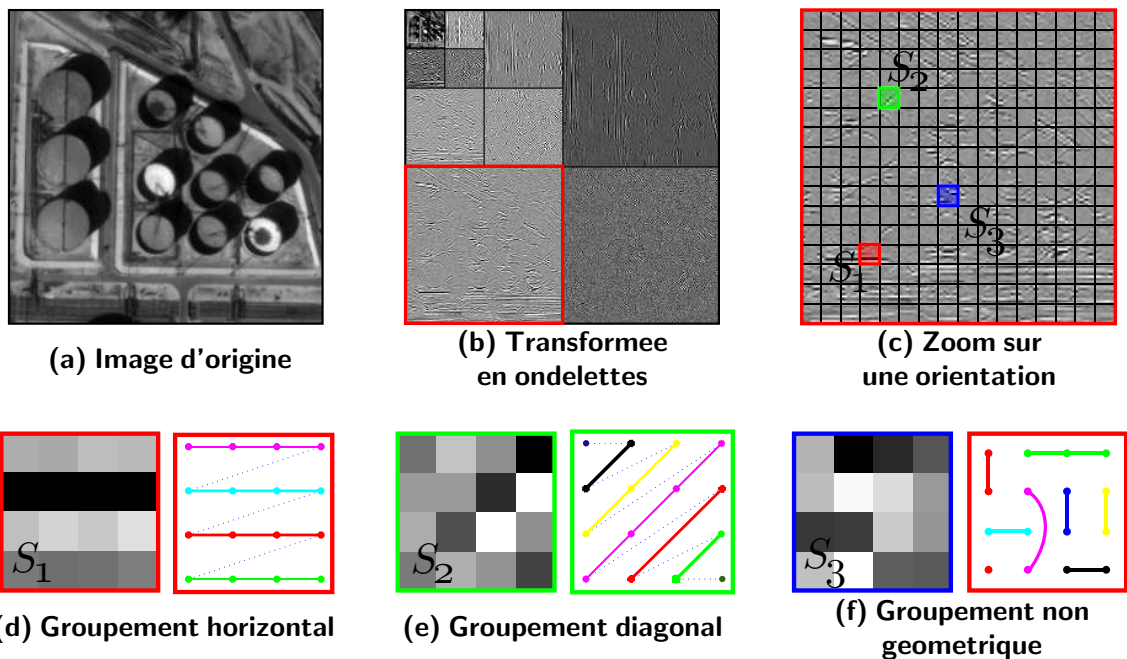 S2
S3
S1
(a) Image d'origine
(b) Transformee
en ondelettes
(c) Zoom sur
une orientation
S1
S2
S3
(d) Groupement horizontal
(e) Groupement diagonal
(f) Groupement non
geometrique